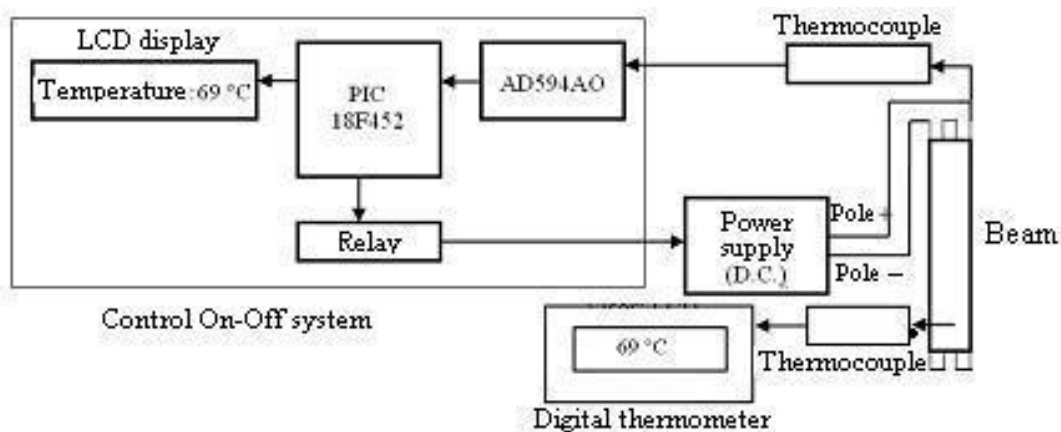 LCD display
Temperature: 69 °C
PIC
18F452
AD594AO
Thermocouple
Relay
Power
supply
(D.C.)
Pole +
Pole −
Beam
Control On-Off system
69 °C
Thermocouple
Digital thermometer